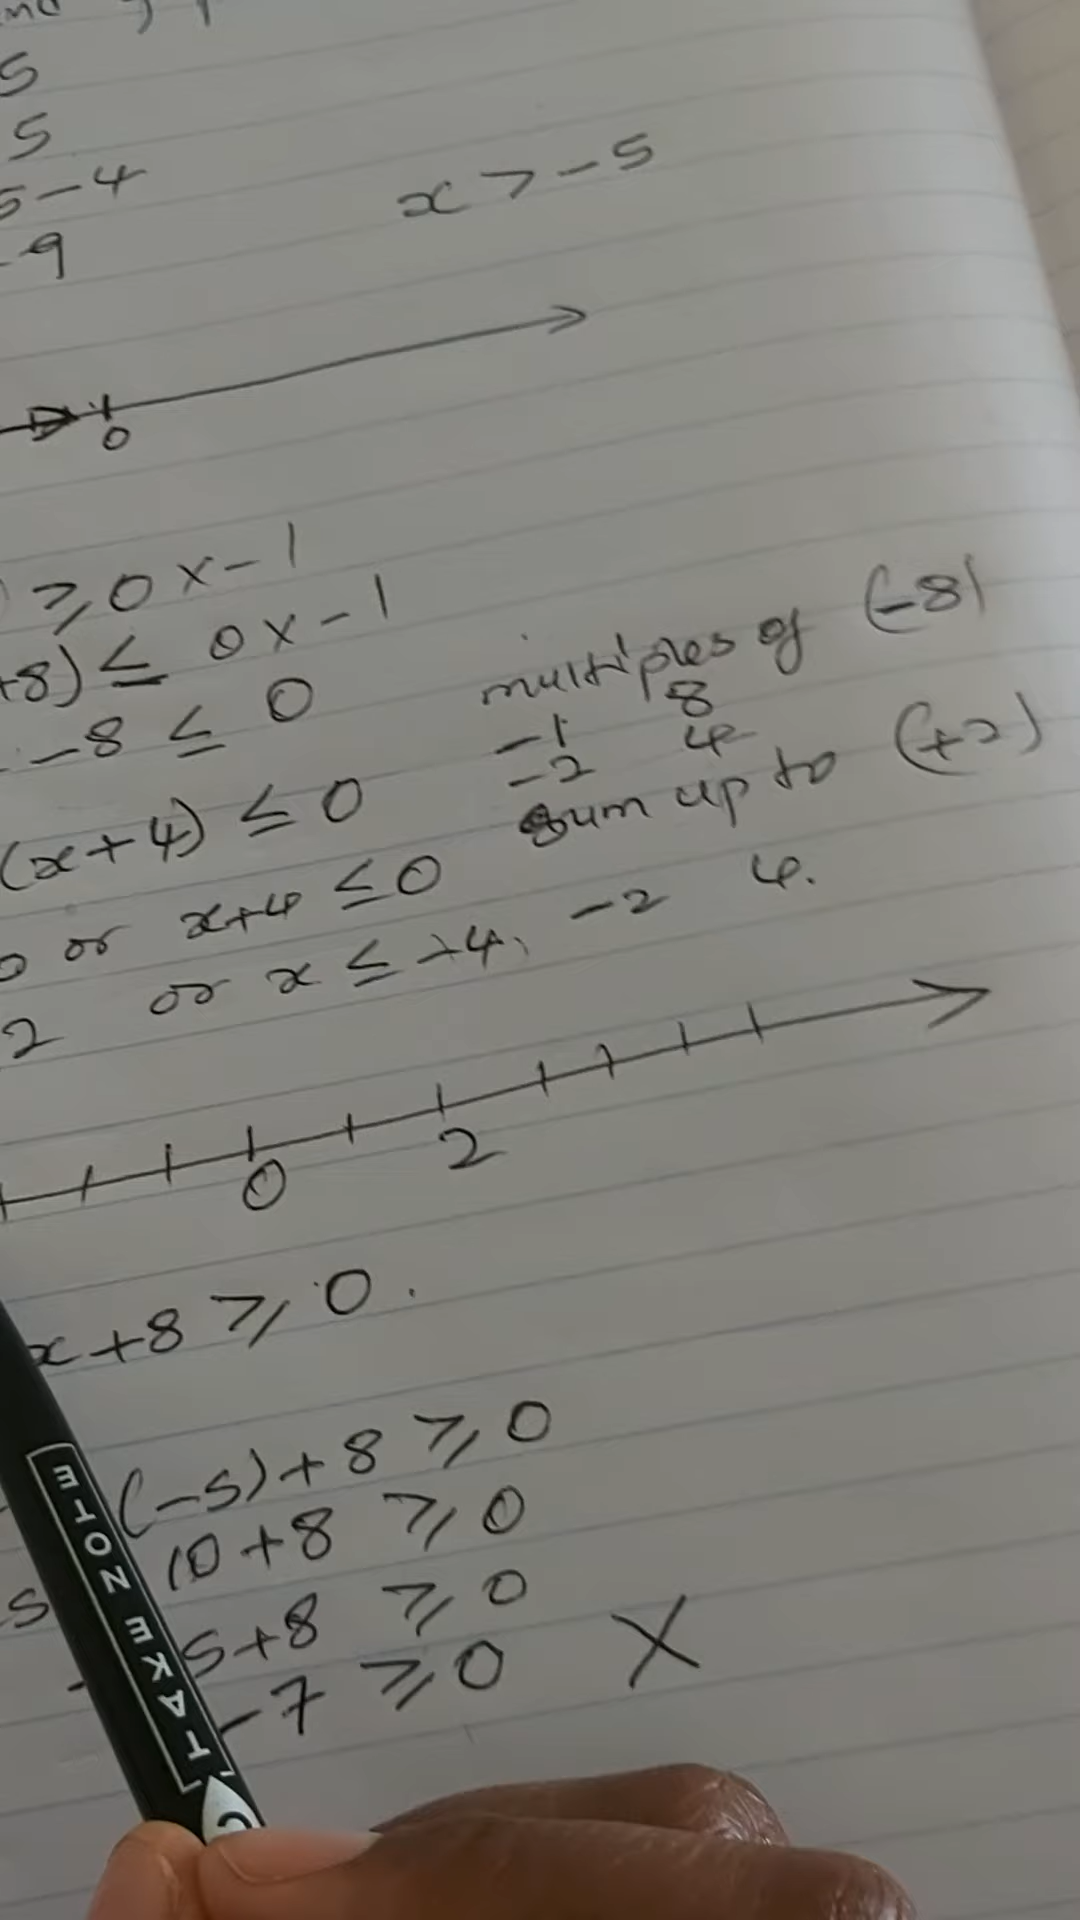 5
5
5-4
x > -5
-9
0
) ≥ 0 x -1
+8) ≤ 0 x -1
multiples of (-8)
-8 ≤ 0
-1 8
-2 4
(x+4) ≤ 0
sum up to (+2)
0 or x+4 ≤ 0
-2 4.
2 or x ≤ -4,
0 2
x+8 ≥ 0.
(-5)+8 ≥ 0
10+8 ≥ 0
5+8 ≥ 0
-7 ≥ 0 X
TAKE NOTE